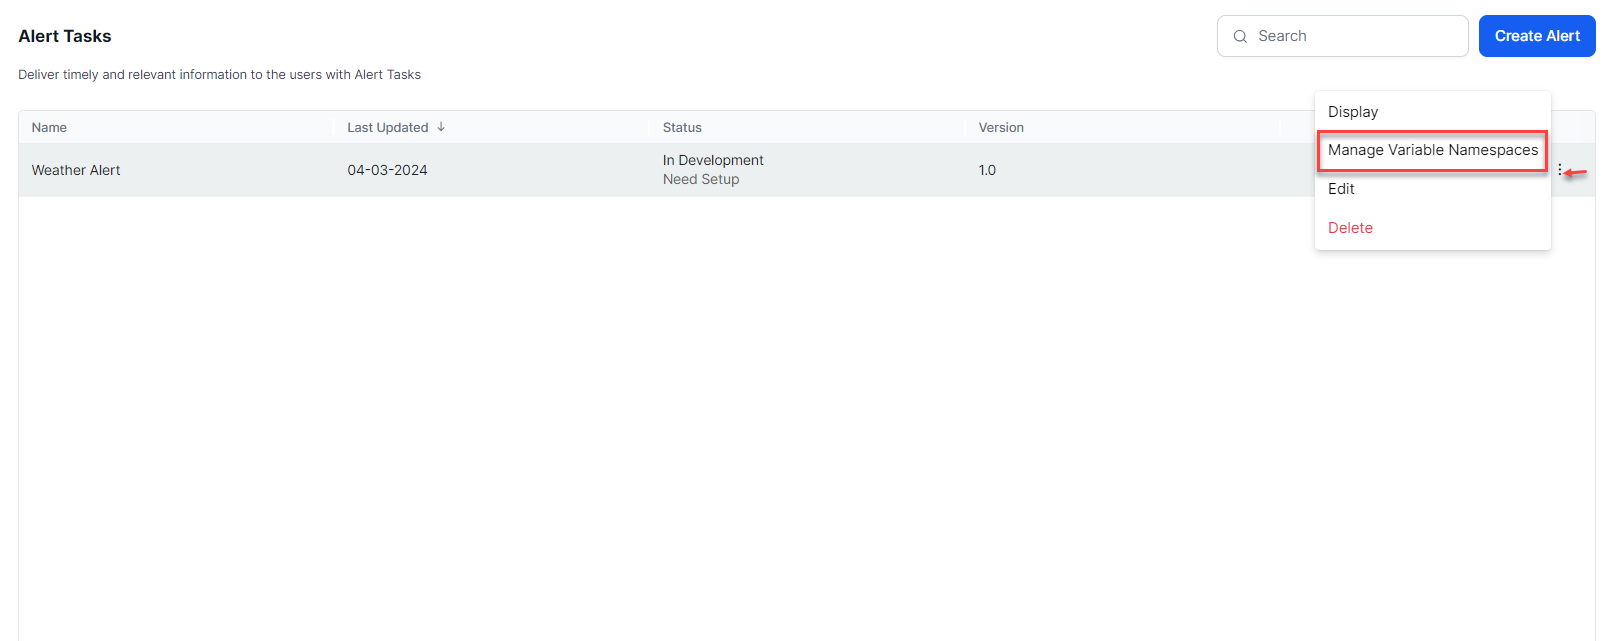 Alert Tasks
Search
Create Alert
Deliver timely and relevant information to the users with Alert Tasks
Name
Last Updated
Status
Version
Weather Alert
04-03-2024
In Development
Need Setup
1.0
Display
Manage Variable Namespaces
Edit
Delete